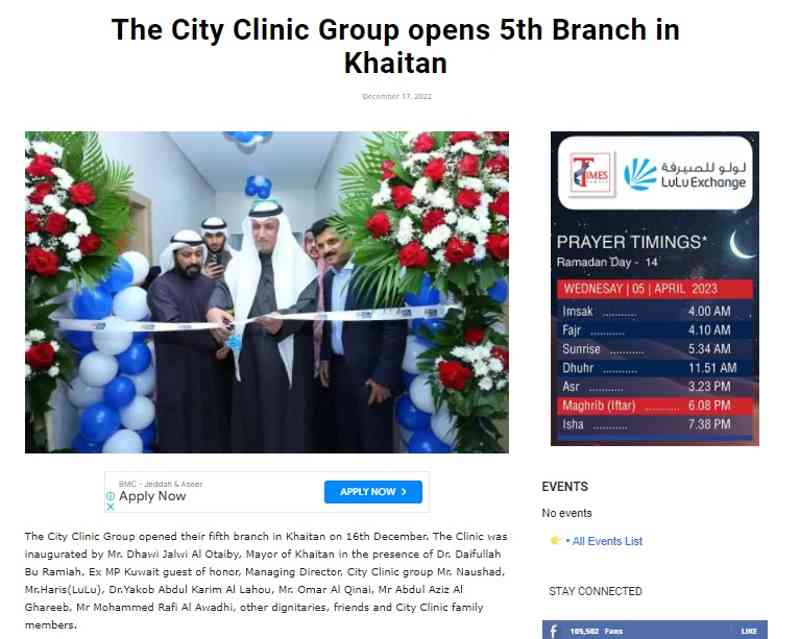 The City Clinic Group opens 5th Branch in
Khaitan
December 17, 2022
TIMES
لولو للصيرفة
LuLu Exchange
PRAYER TIMINGS*
Ramadan Day - 14
WEDNESAY | 05 | APRIL 2023
Imsak ........... 4.00 AM
Fajr ........... 4.10 AM
Sunrise ........... 5.34 AM
Dhuhr ........... 11.51 AM
Asr ........... 3.23 PM
Maghrib (Iftar) ........... 6.08 PM
Isha ........... 7.38 PM
BMC - Jeddah & Aseer
Apply Now
APPLY NOW >
The City Clinic Group opened their fifth branch in Khaitan on 16th December. The Clinic was
inaugurated by Mr. Dhawi Jalwi Al Otaiby, Mayor of Khaitan in the presence of Dr. Daifullah
Bu Ramiah. Ex MP Kuwait guest of honor, Managing Director, City Clinic group Mr. Naushad,
Mr.Haris(LuLu), Dr.Yakob Abdul Karim Al Lahou, Mr. Omar Al Qinai, Mr Abdul Aziz Al
Ghareeb, Mr Mohammed Rafi Al Awadhi, other dignitaries, friends and City Clinic family
members.
EVENTS
No events
• All Events List
STAY CONNECTED
f 105,502 Fans LIKE